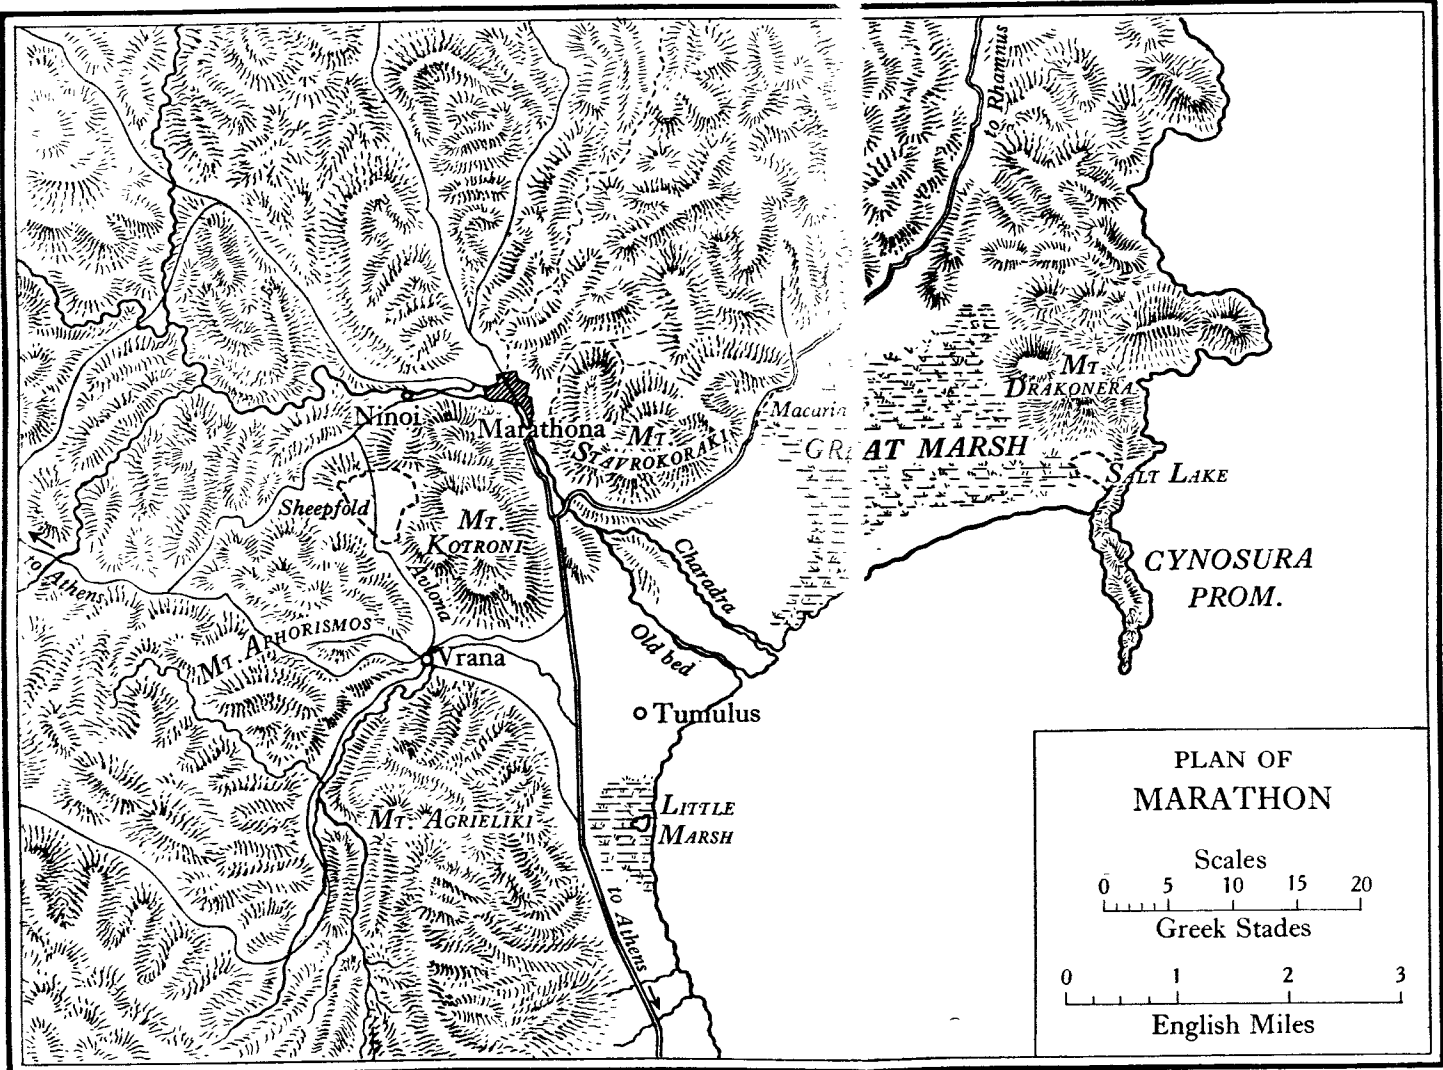 to Rhamnus
MT.
DRAKONERA
Ninoi
Marathona
MT.
STAVROKORAKI
Macaria
GREAT MARSH
SALT LAKE
Sheepfold
MT.
KOTRONI
Charadra
CYNOSURA
PROM.
to Athens
Avlona
MT. APHORISMOS
Old bed
Vrana
Tumulus
MT. AGRIELIKI
LITTLE
MARSH
to Athens
PLAN OF
MARATHON
Scales
0 5 10 15 20
Greek Stades
0 1 2 3
English Miles